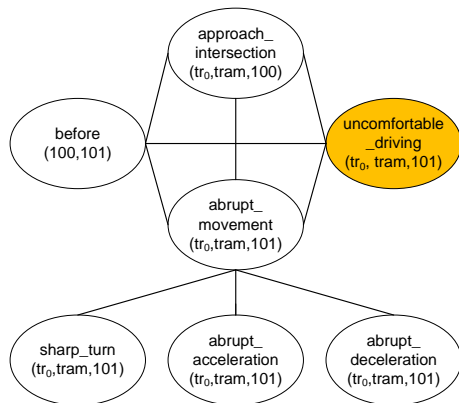 approach_
intersection
(tr₀,tram,100)
before
(100,101)
uncomfortable
_driving
(tr₀, tram,101)
abrupt_
movement
(tr₀,tram,101)
sharp_turn
(tr₀,tram,101)
abrupt_
acceleration
(tr₀,tram,101)
abrupt_
deceleration
(tr₀,tram,101)